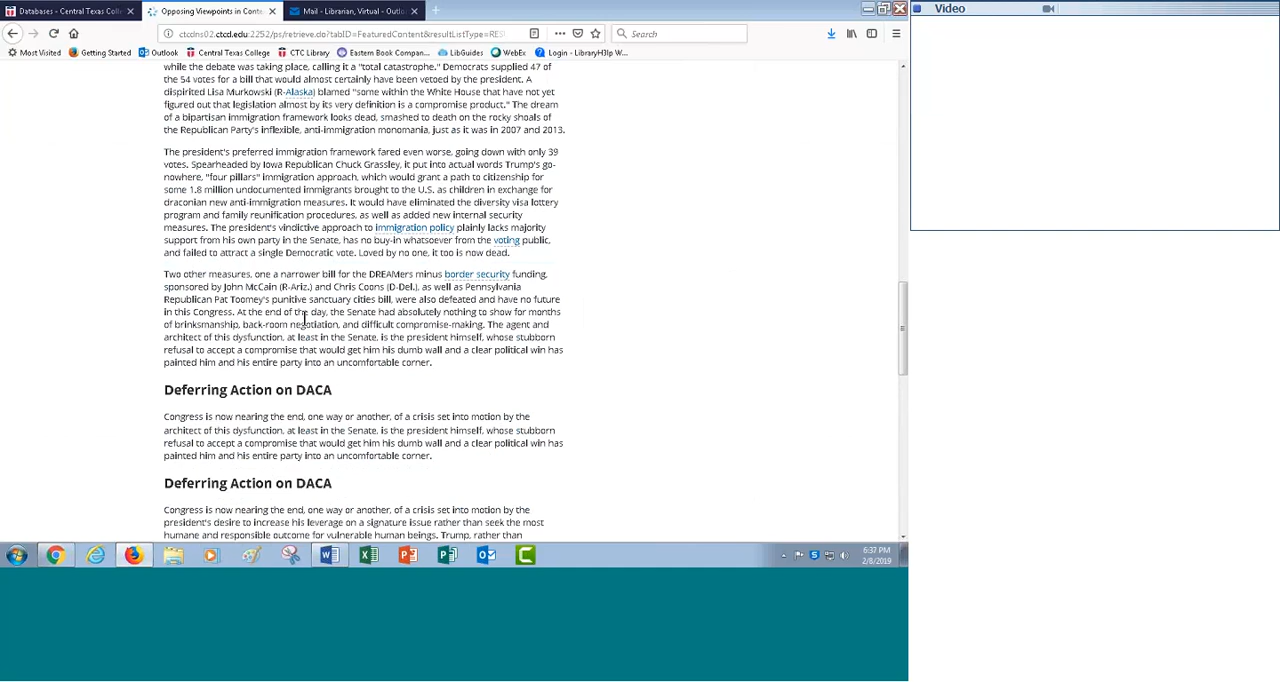 Databases - Central Texas Coll
Opposing Viewpoints in Conte
Mail - Librarian, Virtual - Outlo
Video
ctcdns02.ctcd.edu:2252/ps/retrieve.do?tabID=FeaturedContent&resultListType=RES
Search
Most Visited
Getting Started
Outlook
Central Texas College
CTC Library
Eastern Book Compan...
LibGuides
WebEx
Login - LibraryH3lp W...
while the debate was taking place, calling it a "total catastrophe." Democrats supplied 47 of
the 54 votes for a bill that would almost certainly have been vetoed by the president. A
dispirited Lisa Murkowski (R-Alaska) blamed "some within the White House that have not yet
figured out that legislation almost by its very definition is a compromise product." The dream
of a bipartisan immigration framework looks dead, smashed to death on the rocky shoals of
the Republican Party's inflexible, anti-immigration monomania, just as it was in 2007 and 2013.
The president's preferred immigration framework fared even worse, going down with only 39
votes. Spearheaded by Iowa Republican Chuck Grassley, it put into actual words Trump's go-
nowhere, "four pillars" immigration approach, which would grant a path to citizenship for
some 1.8 million undocumented immigrants brought to the U.S. as children in exchange for
draconian new anti-immigration measures. It would have eliminated the diversity visa lottery
program and family reunification procedures, as well as added new internal security
measures. The president's vindictive approach to immigration policy plainly lacks majority
support from his own party in the Senate, has no buy-in whatsoever from the voting public,
and failed to attract a single Democratic vote. Loved by no one, it too is now dead.
Two other measures, one a narrower bill for the DREAMers minus border security funding,
sponsored by John McCain (R-Ariz.) and Chris Coons (D-Del.), as well as Pennsylvania
Republican Pat Toomey's punitive sanctuary cities bill, were also defeated and have no future
in this Congress. At the end of the day, the Senate had absolutely nothing to show for months
of brinksmanship, back-room negotiation, and difficult compromise-making. The agent and
architect of this dysfunction, at least in the Senate, is the president himself, whose stubborn
refusal to accept a compromise that would get him his dumb wall and a clear political win has
painted him and his entire party into an uncomfortable corner.
Deferring Action on DACA
Congress is now nearing the end, one way or another, of a crisis set into motion by the
architect of this dysfunction, at least in the Senate, is the president himself, whose stubborn
refusal to accept a compromise that would get him his dumb wall and a clear political win has
painted him and his entire party into an uncomfortable corner.
Deferring Action on DACA
Congress is now nearing the end, one way or another, of a crisis set into motion by the
president's desire to increase his leverage on a signature issue rather than seek the most
humane and responsible outcome for vulnerable human beings. Trump, rather than
6:37 PM
2/8/2019